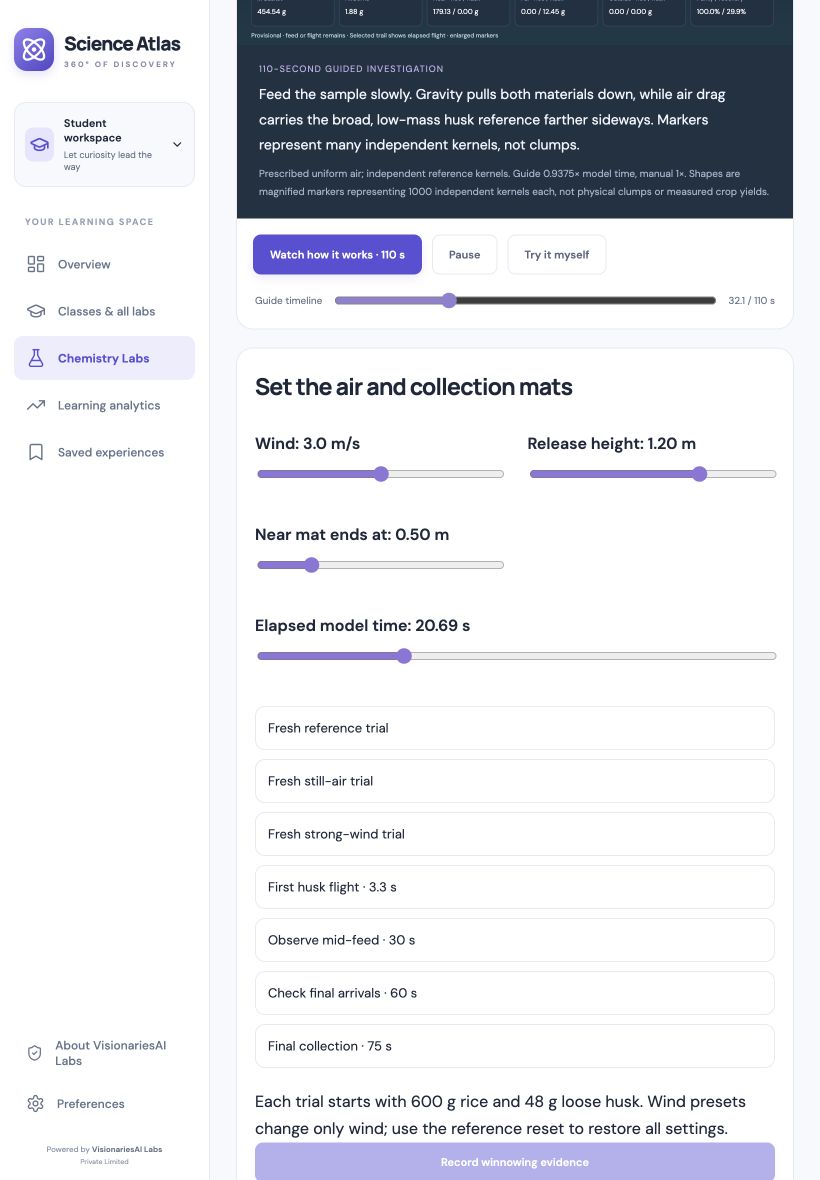 Science Atlas
360° OF DISCOVERY
Student
workspace
Let curiosity lead the
way
YOUR LEARNING SPACE
Overview
Classes & all labs
Chemistry Labs
Learning analytics
Saved experiences
About VisionariesAI
Labs
Preferences
Powered by VisionariesAI Labs
Private Limited
454.54 g
1.88 g
179.13 / 0.00 g
0.00 / 12.45 g
0.00 / 0.00 g
100.0% / 29.9%
Provisional · feed or flight remains · Selected trail shows elapsed flight · enlarged markers
110-SECOND GUIDED INVESTIGATION
Feed the sample slowly. Gravity pulls both materials down, while air drag
carries the broad, low-mass husk reference farther sideways. Markers
represent many independent kernels, not clumps.
Prescribed uniform air; independent reference kernels. Guide 0.9375× model time, manual 1×. Shapes are
magnified markers representing 1000 independent kernels each, not physical clumps or measured crop yields.
Watch how it works · 110 s
Pause
Try it myself
Guide timeline
32.1 / 110 s
Set the air and collection mats
Wind: 3.0 m/s
Release height: 1.20 m
Near mat ends at: 0.50 m
Elapsed model time: 20.69 s
Fresh reference trial
Fresh still-air trial
Fresh strong-wind trial
First husk flight · 3.3 s
Observe mid-feed · 30 s
Check final arrivals · 60 s
Final collection · 75 s
Each trial starts with 600 g rice and 48 g loose husk. Wind presets
change only wind; use the reference reset to restore all settings.
Record winnowing evidence